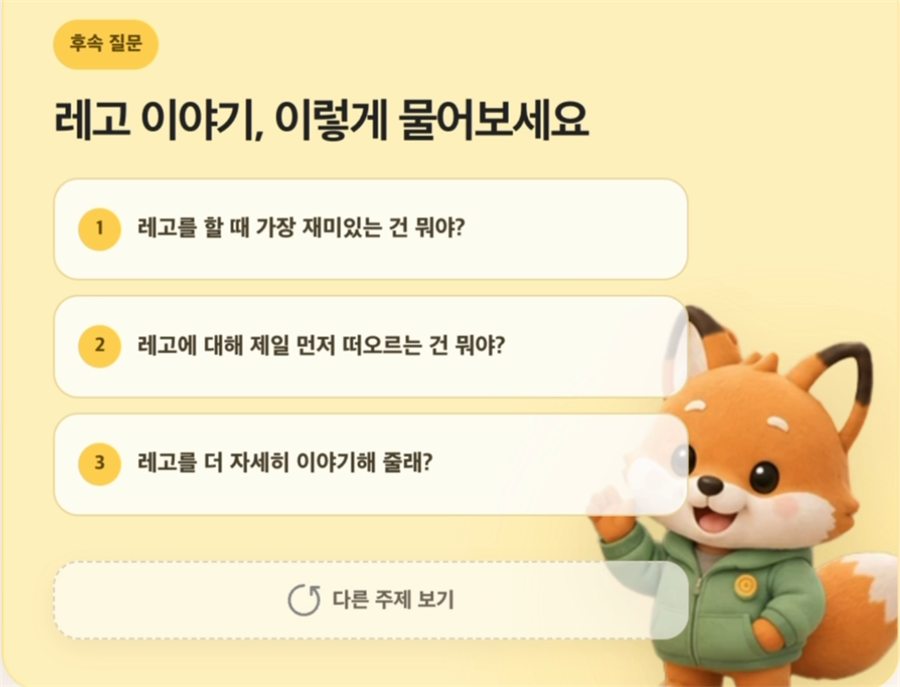 후속 질문
레고 이야기, 이렇게 물어보세요
1 레고를 할 때 가장 재미있는 건 뭐야?
2 레고에 대해 제일 먼저 떠오르는 건 뭐야?
3 레고를 더 자세히 이야기해 줄래?
다른 주제 보기